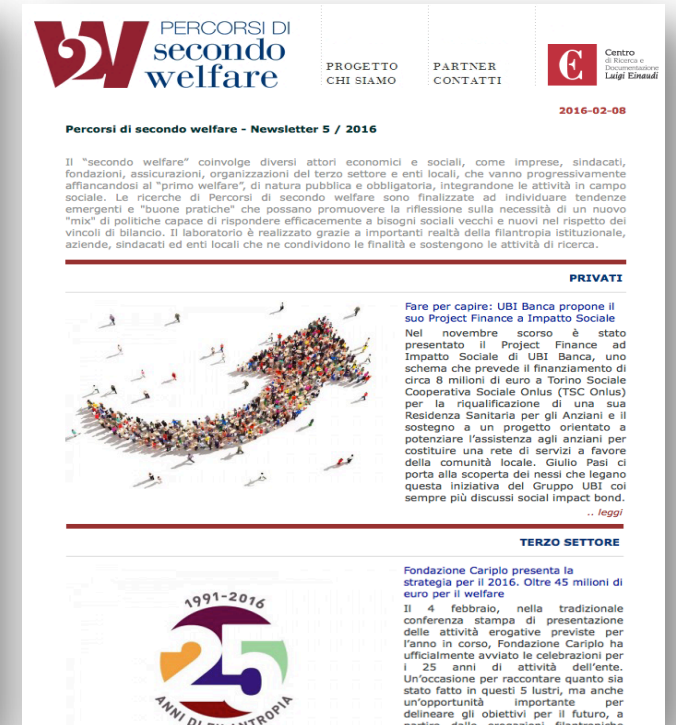 PERCORSI DI
secondo
welfare
PROGETTO
CHI SIAMO
PARTNER
CONTATTI
Centro
di Ricerca e
Documentazione
Luigi Einaudi
2016-02-08
Percorsi di secondo welfare - Newsletter 5 / 2016
Il "secondo welfare" coinvolge diversi attori economici e sociali, come imprese, sindacati,
fondazioni, assicurazioni, organizzazioni del terzo settore e enti locali, che vanno progressivamente
affiancandosi al "primo welfare", di natura pubblica e obbligatoria, integrandone le attività in campo
sociale. Le ricerche di Percorsi di secondo welfare sono finalizzate ad individuare tendenze
emergenti e "buone pratiche" che possano promuovere la riflessione sulla necessità di un nuovo
"mix" di politiche capace di rispondere efficacemente a bisogni sociali vecchi e nuovi nel rispetto dei
vincoli di bilancio. Il laboratorio è realizzato grazie a importanti realtà della filantropia istituzionale,
aziende, sindacati ed enti locali che ne condividono le finalità e sostengono le attività di ricerca.
PRIVATI
Fare per capire: UBI Banca propone il
suo Project Finance a Impatto Sociale
Nel novembre scorso è stato
presentato il Project Finance ad
Impatto Sociale di UBI Banca, uno
schema che prevede il finanziamento di
circa 8 milioni di euro a Torino Sociale
Cooperativa Sociale Onlus (TSC Onlus)
per la riqualificazione di una sua
Residenza Sanitaria per gli Anziani e il
sostegno a un progetto orientato a
potenziare l'assistenza agli anziani per
costituire una rete di servizi a favore
della comunità locale. Giulio Pasi ci
porta alla scoperta dei nessi che legano
questa iniziativa del Gruppo UBI coi
sempre più discussi social impact bond.
.. leggi
TERZO SETTORE
1991-2016
25
ANNI DI FILANTROPIA
Fondazione Cariplo presenta la
strategia per il 2016. Oltre 45 milioni di
euro per il welfare
Il 4 febbraio, nella tradizionale
conferenza stampa di presentazione
delle attività erogative previste per
l'anno in corso, Fondazione Cariplo ha
ufficialmente avviato le celebrazioni per
i 25 anni di attività dell'ente.
Un'occasione per raccontare quanto sia
stato fatto in questi 5 lustri, ma anche
un'opportunità importante per
delineare gli obiettivi per il futuro, a
partire dalle erogazioni filantropiche